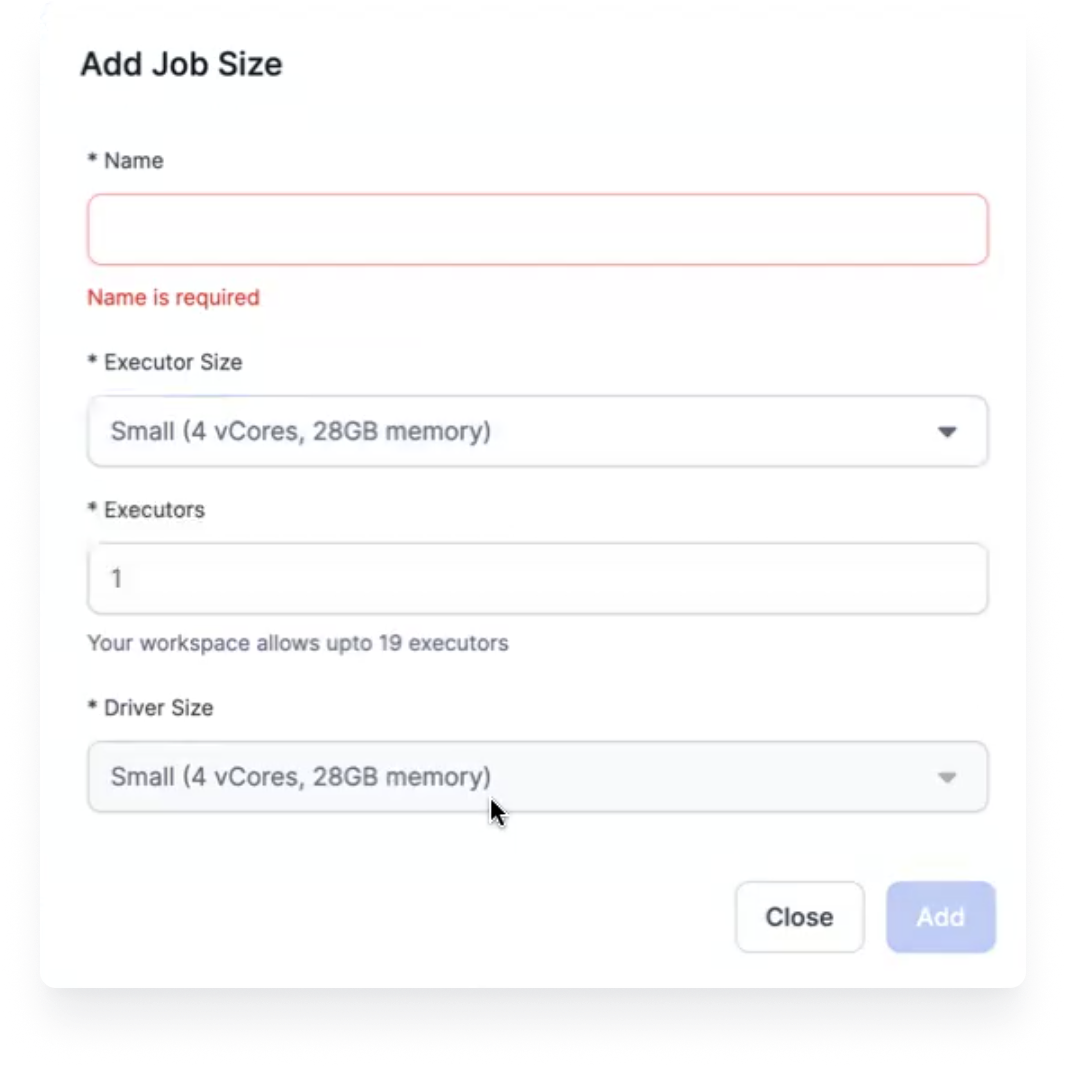 Add Job Size
* Name
Name is required
* Executor Size
Small (4 vCores, 28GB memory)
* Executors
1
Your workspace allows upto 19 executors
* Driver Size
Small (4 vCores, 28GB memory)
Close
Add